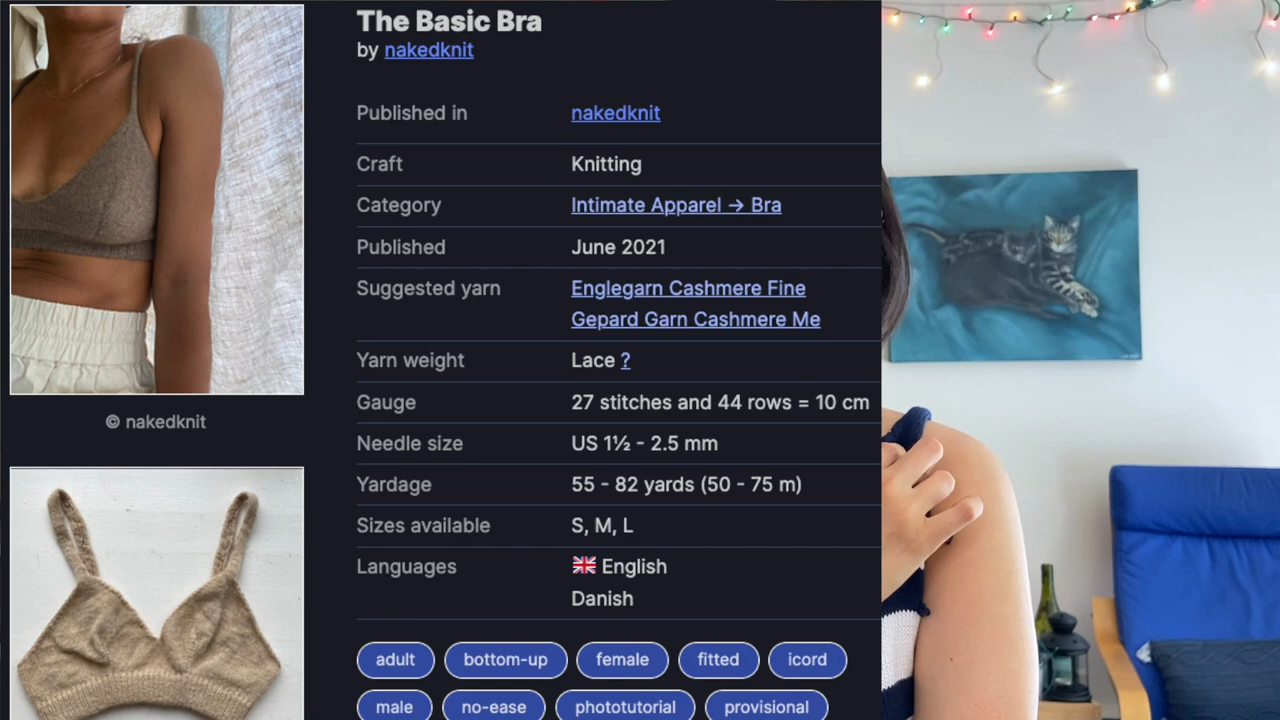 The Basic Bra
by nakedknit
Published in nakedknit
Craft Knitting
Category Intimate Apparel → Bra
Published June 2021
Suggested yarn Englegarn Cashmere Fine
Gepard Garn Cashmere Me
Yarn weight Lace ?
Gauge 27 stitches and 44 rows = 10 cm
Needle size US 1½ - 2.5 mm
Yardage 55 - 82 yards (50 - 75 m)
Sizes available S, M, L
Languages English
Danish
adult bottom-up female fitted icord
male no-ease phototutorial provisional
© nakedknit